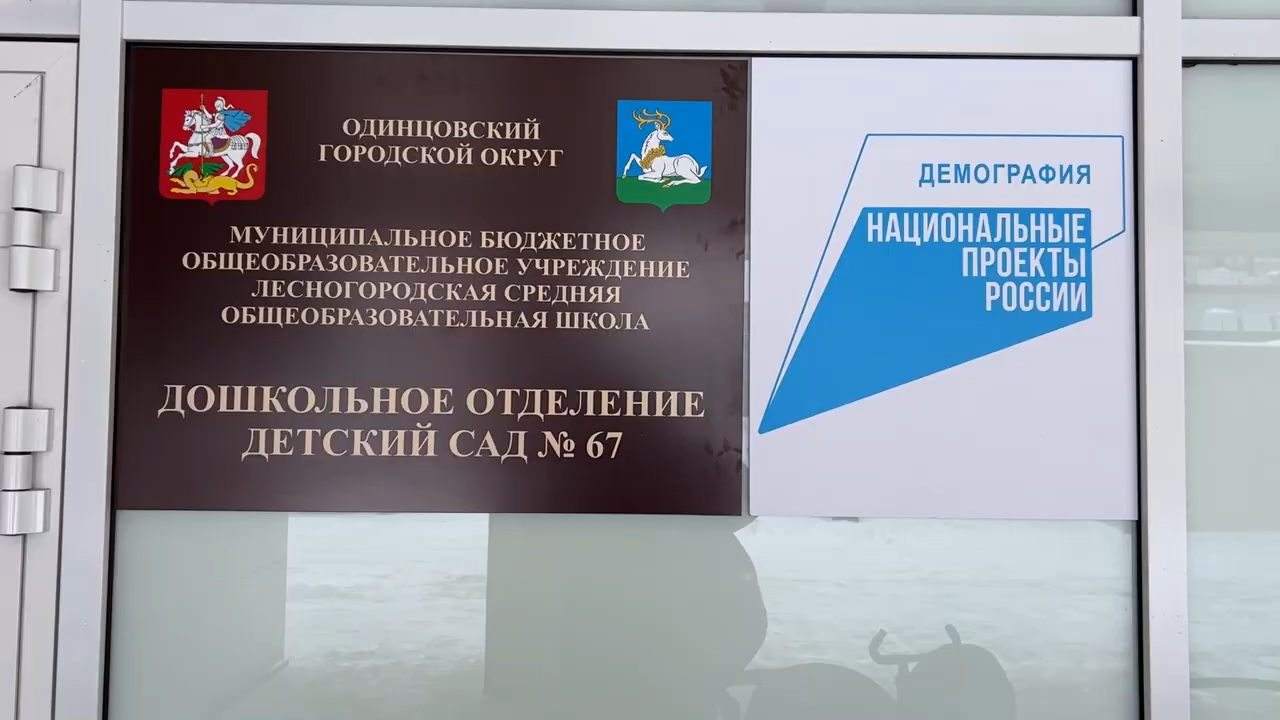 ОДИНЦОВСКИЙ
ГОРОДСКОЙ ОКРУГ
МУНИЦИПАЛЬНОЕ БЮДЖЕТНОЕ
ОБЩЕОБРАЗОВАТЕЛЬНОЕ УЧРЕЖДЕНИЕ
ЛЕСНОГОРОДСКАЯ СРЕДНЯЯ
ОБЩЕОБРАЗОВАТЕЛЬНАЯ ШКОЛА
ДОШКОЛЬНОЕ ОТДЕЛЕНИЕ
ДЕТСКИЙ САД № 67
ДЕМОГРАФИЯ
НАЦИОНАЛЬНЫЕ
ПРОЕКТЫ
РОССИИ